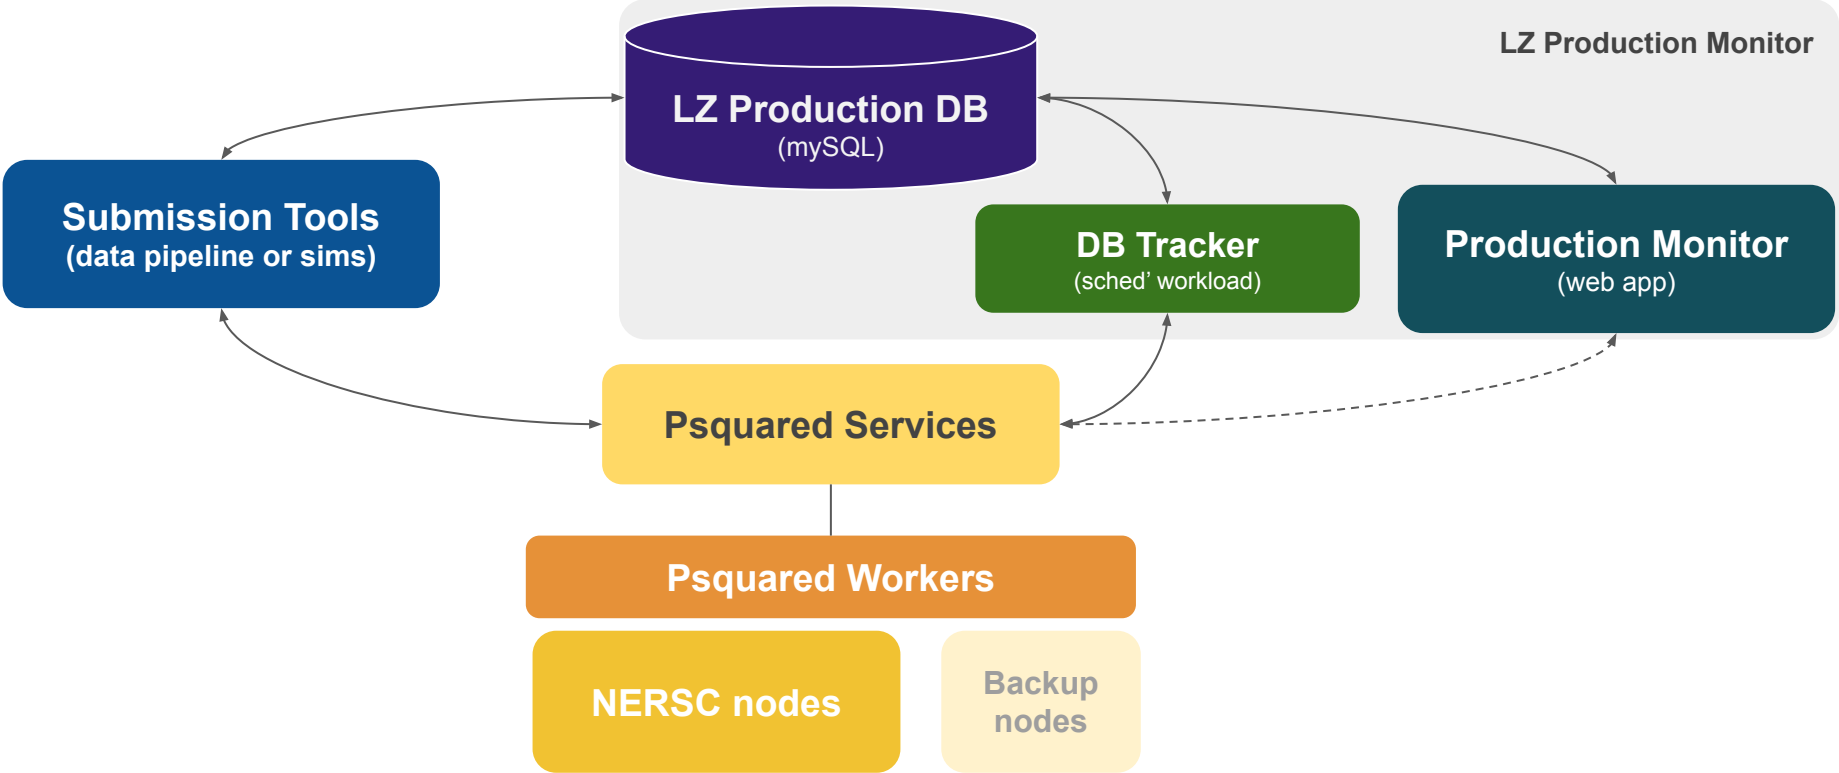 LZ Production Monitor
LZ Production DB
(mySQL)
Submission Tools
(data pipeline or sims)
DB Tracker
(sched’ workload)
Production Monitor
(web app)
Psquared Services
Psquared Workers
NERSC nodes
Backup
nodes